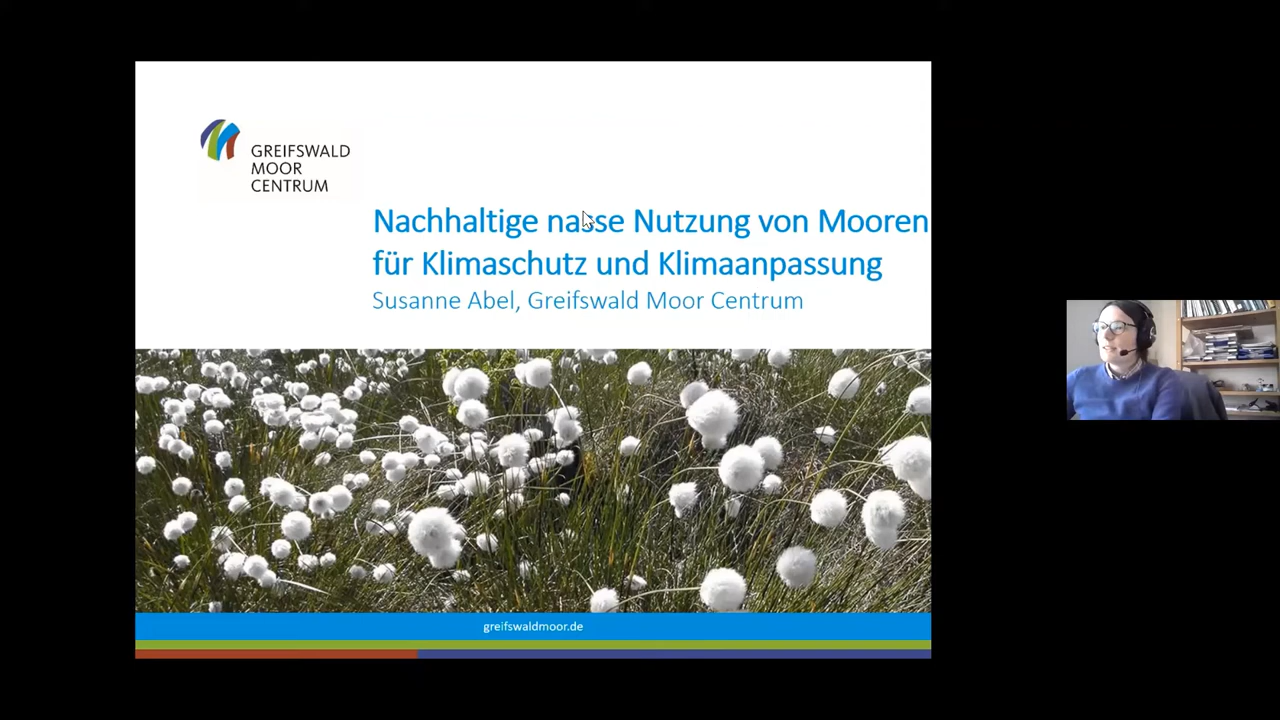 GREIFSWALD
MOOR
CENTRUM
Nachhaltige nasse Nutzung von Mooren
für Klimaschutz und Klimaanpassung
Susanne Abel, Greifswald Moor Centrum
greifswaldmoor.de